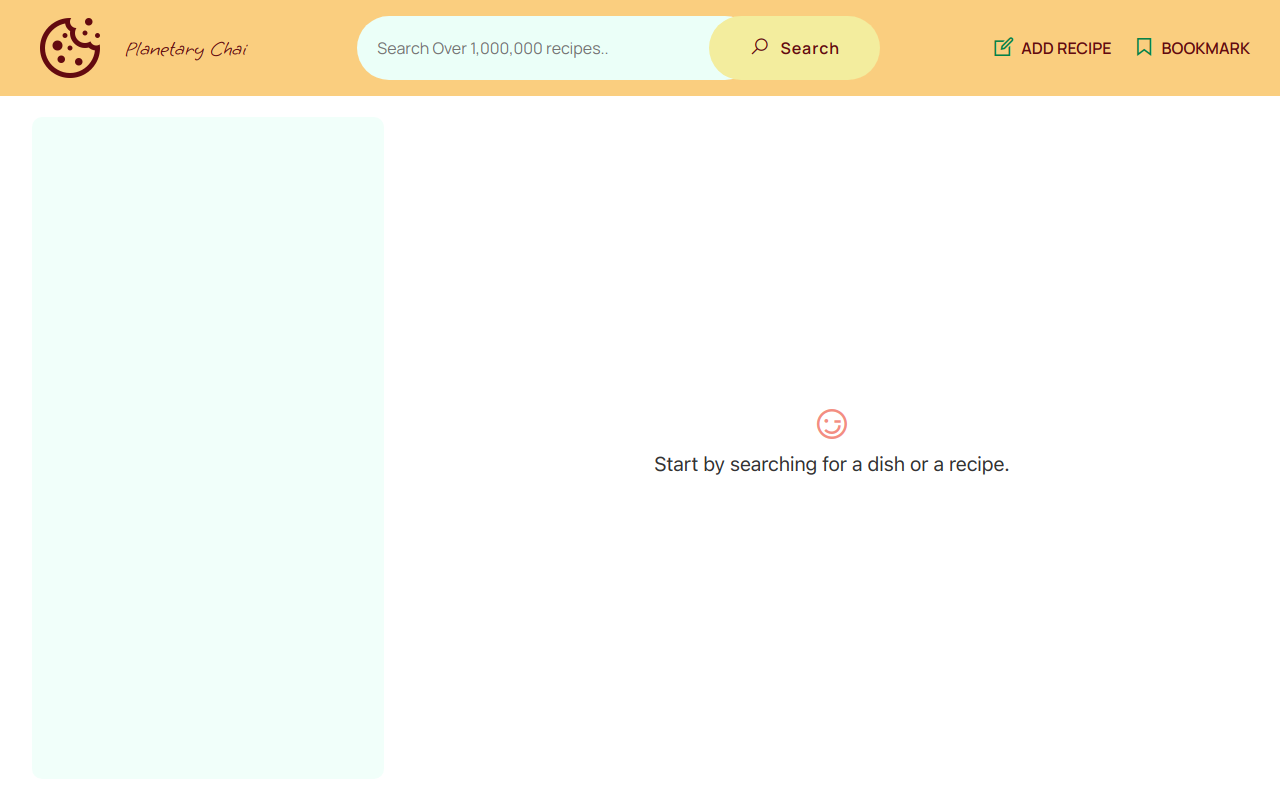 Planetary Chai
Search Over 1,000,000 recipes..
Search
ADD RECIPE
BOOKMARK
Start by searching for a dish or a recipe.